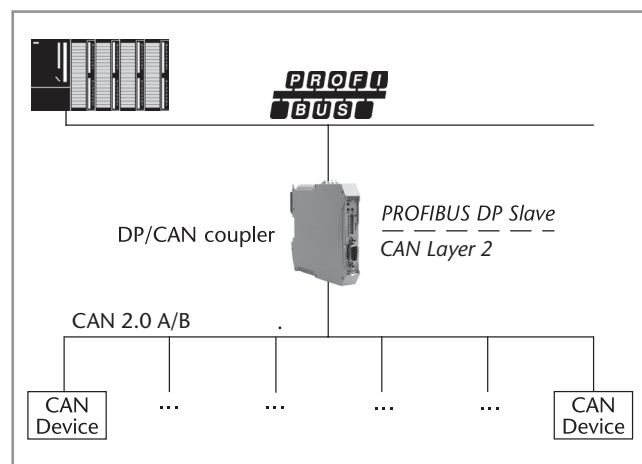 PROFI
BUS
DP/CAN coupler
PROFIBUS DP Slave
CAN Layer 2
CAN 2.0 A/B .
CAN
Device
... ... ... ...
CAN
Device